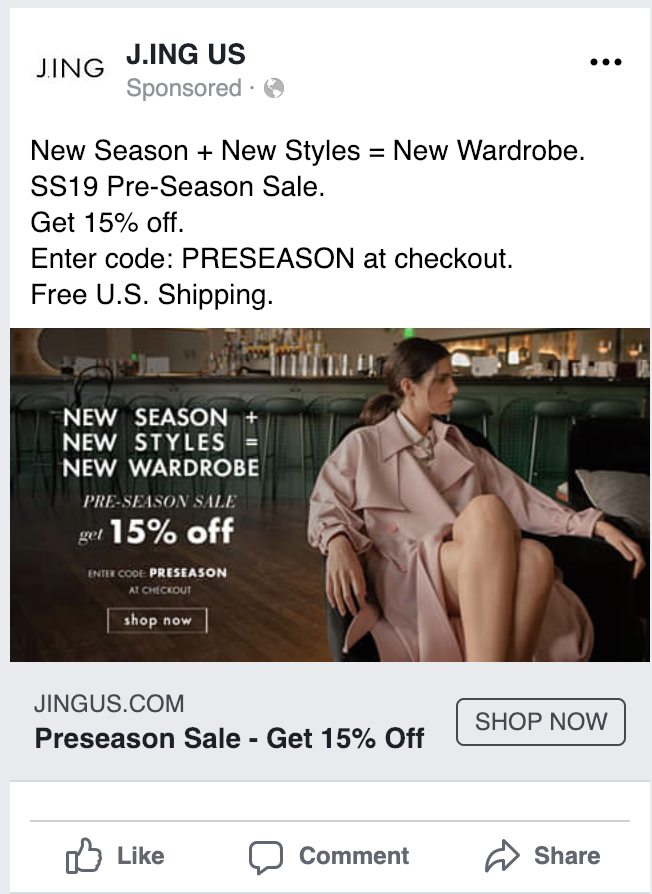 J.ING
J.ING US
Sponsored ·
New Season + New Styles = New Wardrobe.
SS19 Pre-Season Sale.
Get 15% off.
Enter code: PRESEASON at checkout.
Free U.S. Shipping.
NEW SEASON +
NEW STYLES =
NEW WARDROBE
PRE-SEASON SALE
get 15% off
ENTER CODE: PRESEASON
AT CHECKOUT
shop now
JINGUS.COM
Preseason Sale - Get 15% Off
SHOP NOW
Like
Comment
Share